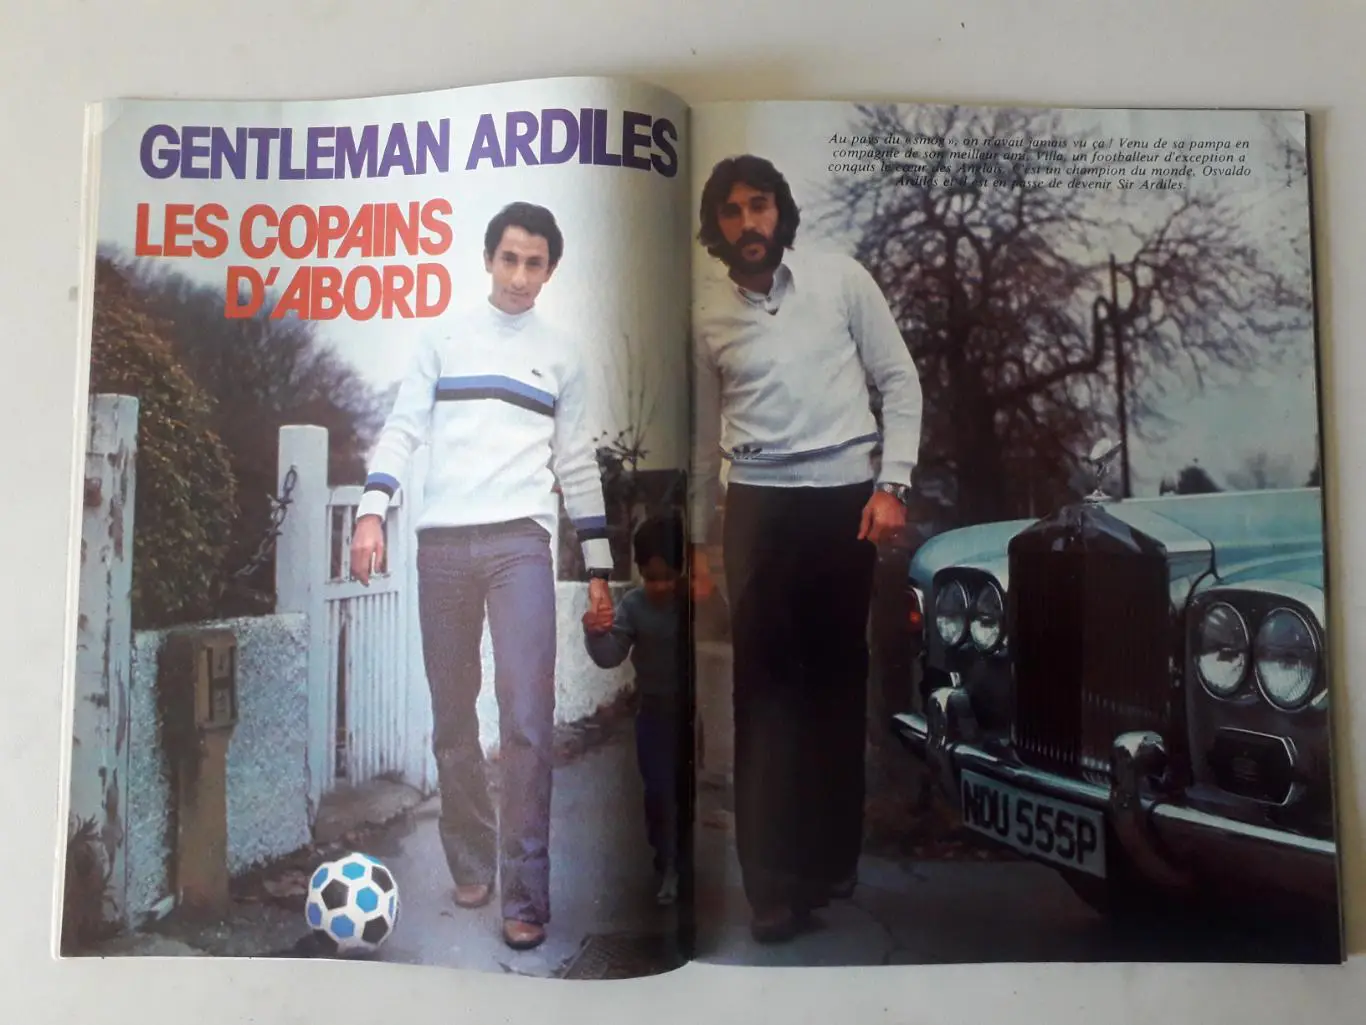 GENTLEMAN ARDILES
LES COPAINS
D'ABORD
Au pays du «smog», on n'avait jamais vu ça! Venu de sa pampa en
compagnie de son meilleur ami, Villa, un footballeur d'exception a
conquis le cœur des Anglais. C'est un champion du monde, Osvaldo
Ardiles et il est en passe de devenir Sir Ardiles.
NDU 555P